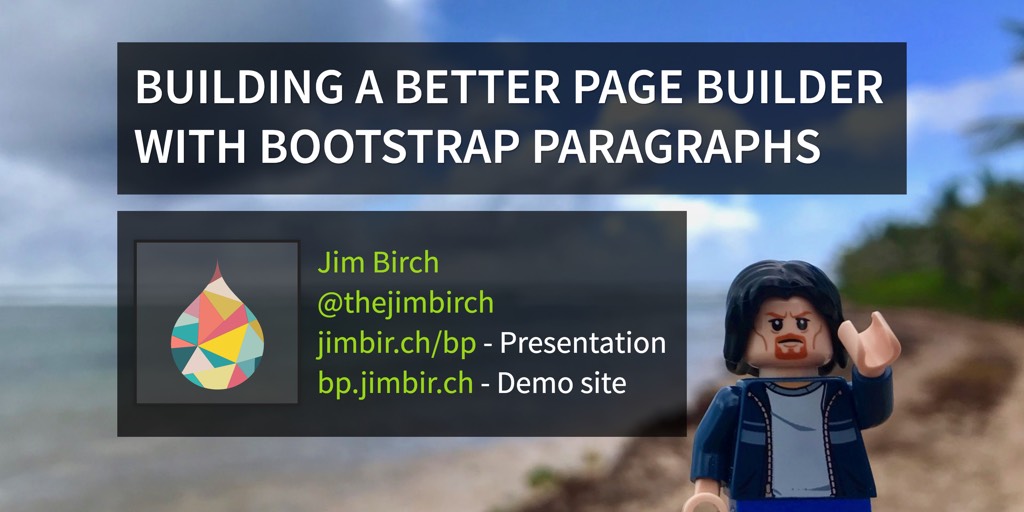 BUILDING A BETTER PAGE BUILDER
WITH BOOTSTRAP PARAGRAPHS
Jim Birch
@thejimbirch
jimbir.ch/bp - Presentation
bp.jimbir.ch - Demo site